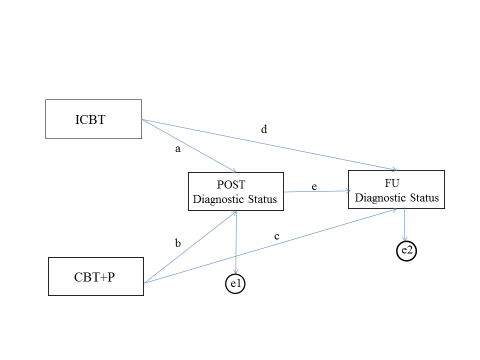 ICBT
d
a
POST
Diagnostic Status
e
FU
Diagnostic Status
b
c
CBT+P
e1
e2